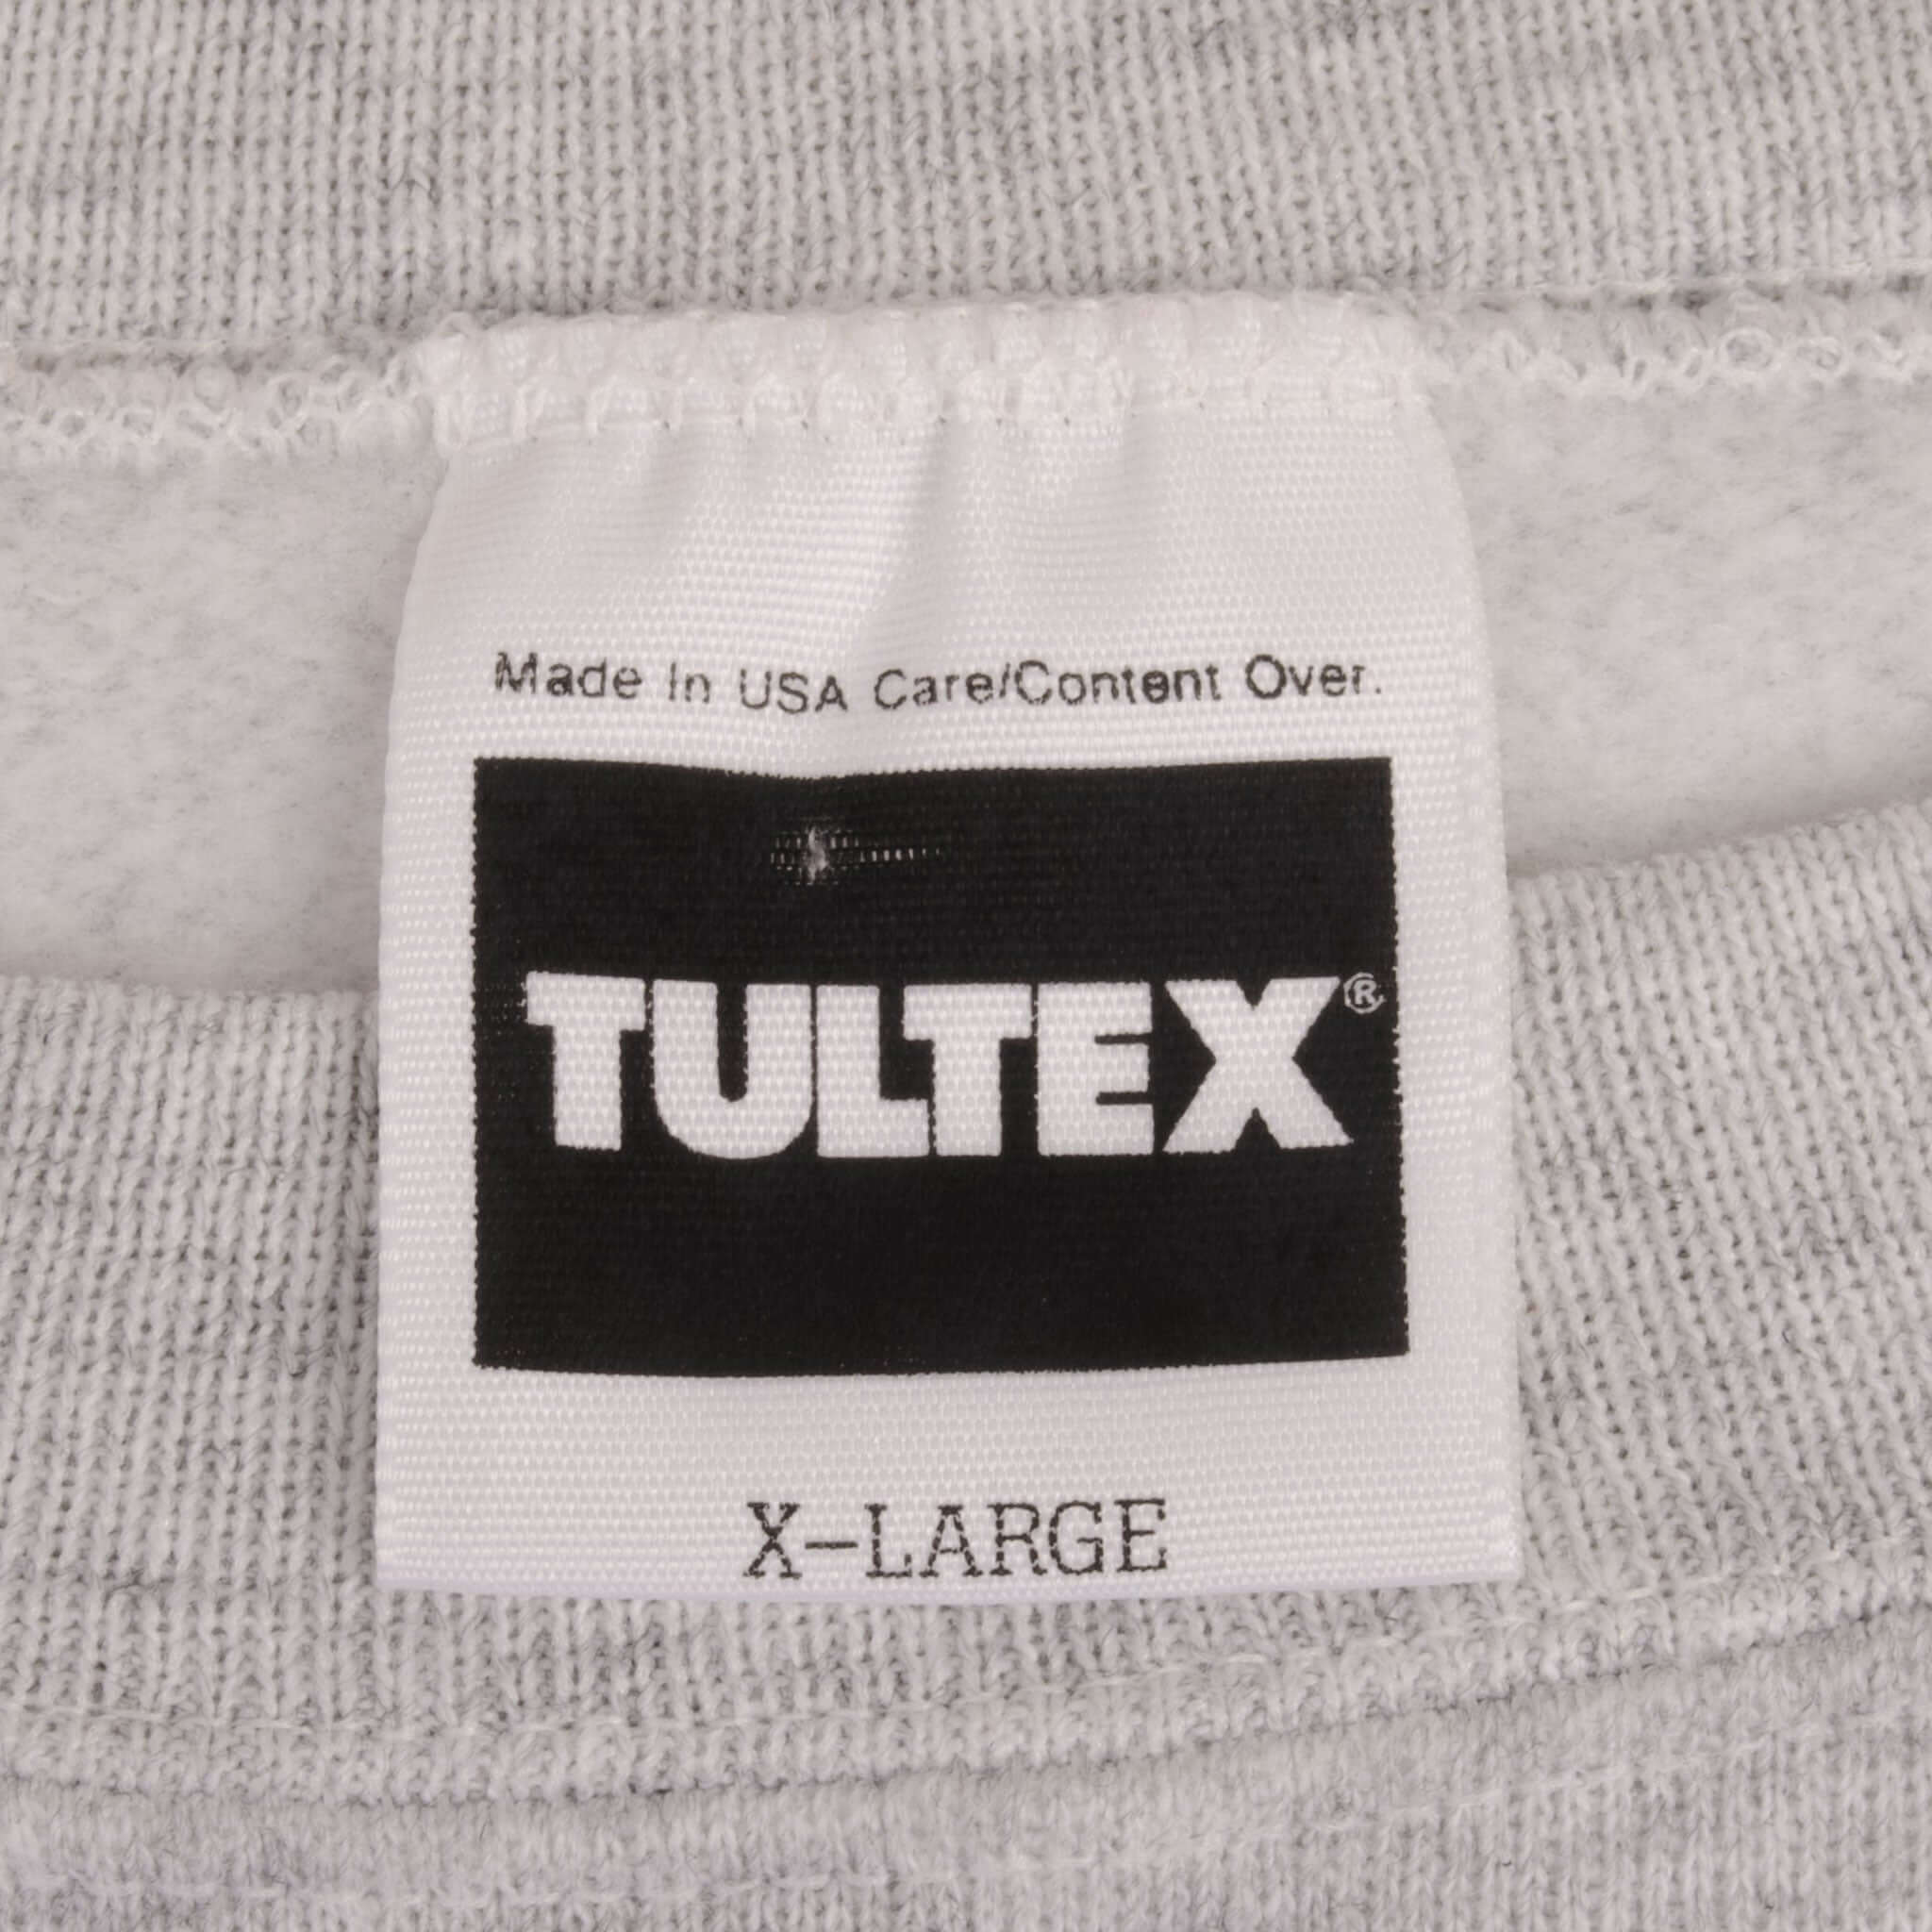 Made In USA Care/Content Over.
TULTEX®
X-LARGE